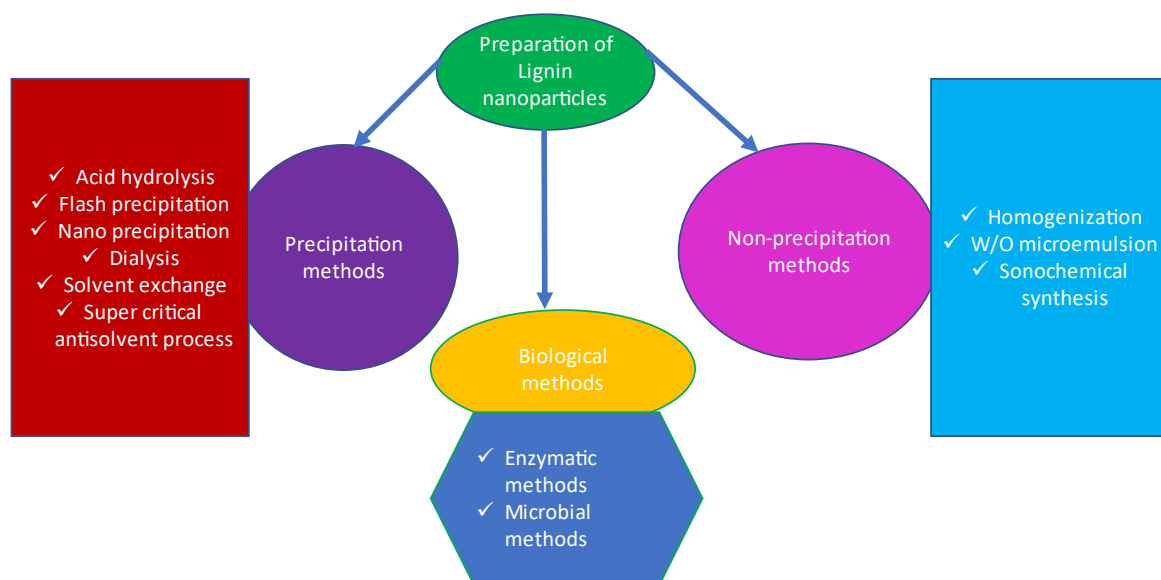 Preparation of
Lignin
nanoparticles
✓ Acid hydrolysis
✓ Flash precipitation
✓ Nano precipitation
✓ Dialysis
✓ Solvent exchange
✓ Super critical
antisolvent process
Precipitation
methods
Non-precipitation
methods
✓ Homogenization
✓ W/O microemulsion
✓ Sonochemical
synthesis
Biological
methods
✓ Enzymatic
methods
✓ Microbial
methods